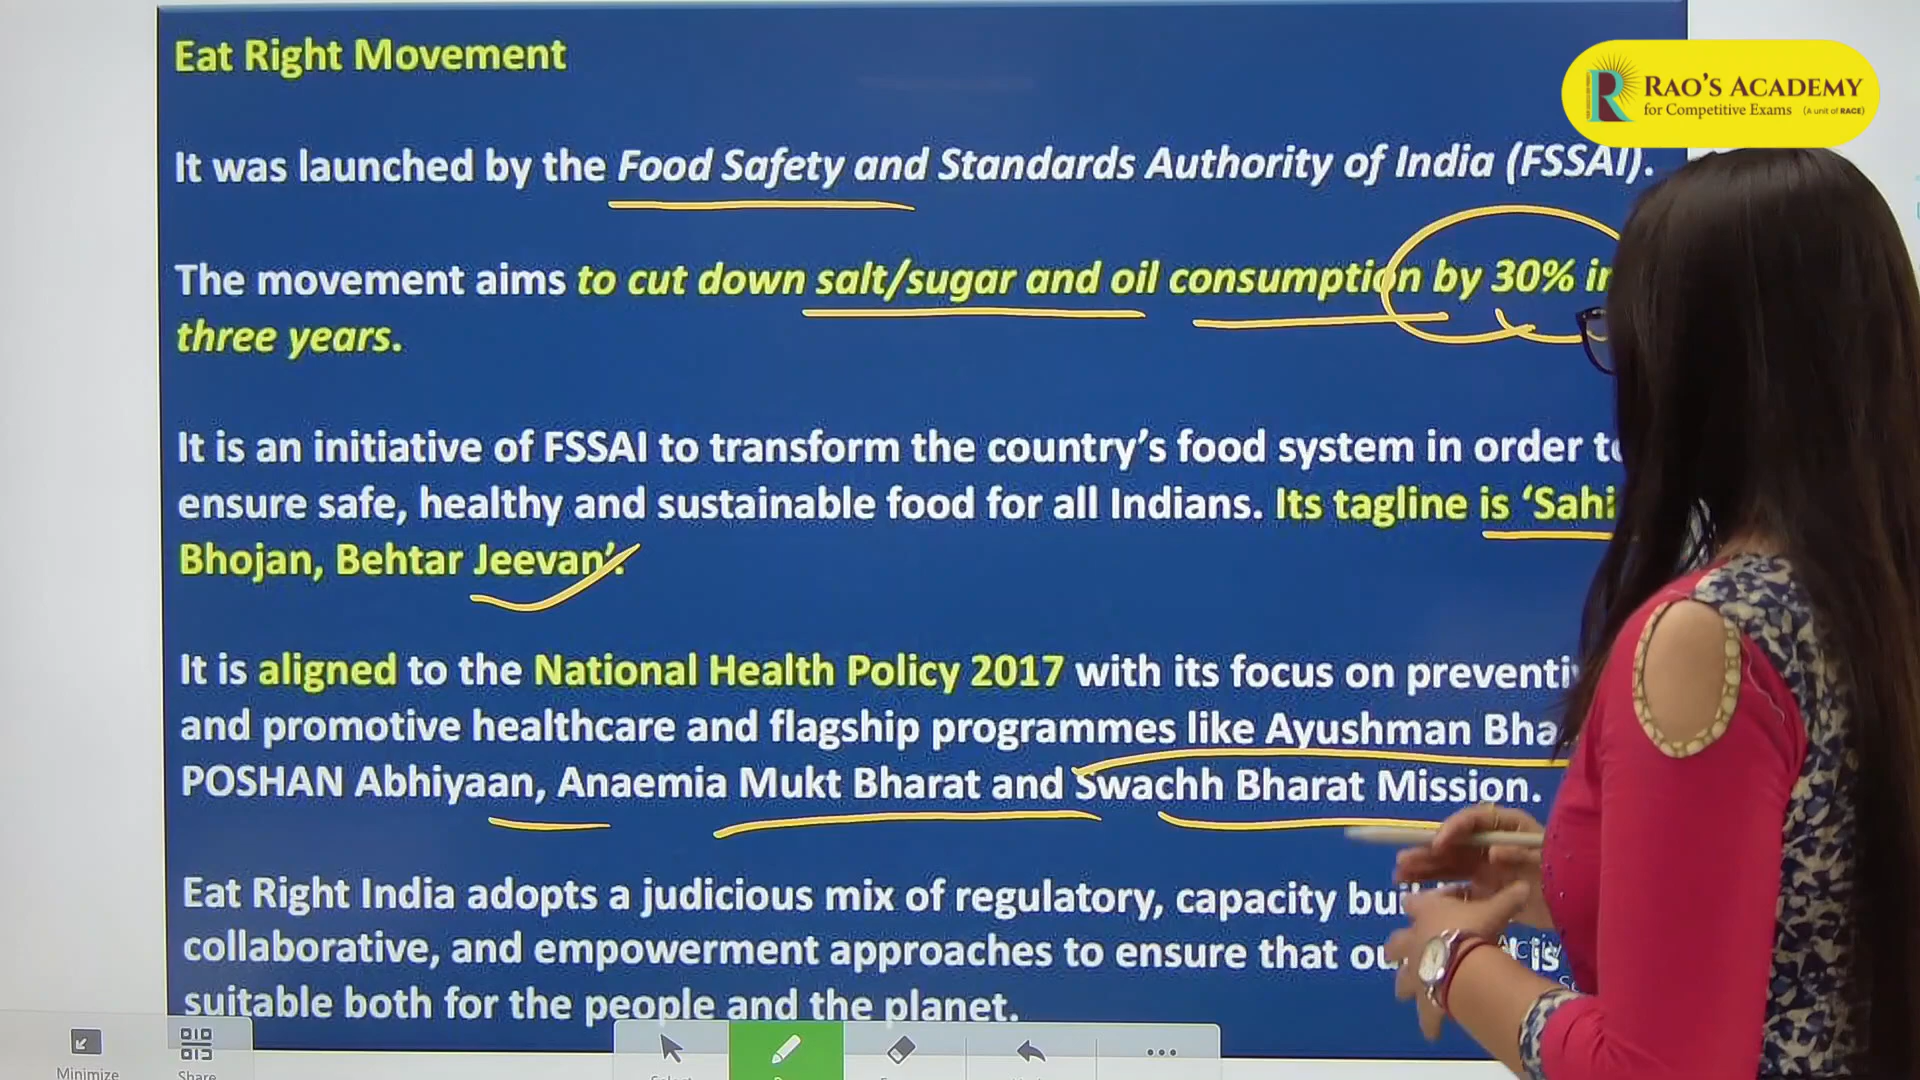 Eat Right Movement
RAO'S ACADEMY
for Competitive Exams (A unit of RACE)
It was launched by the Food Safety and Standards Authority of India (FSSAI).
The movement aims to cut down salt/sugar and oil consumption by 30% in
three years.
It is an initiative of FSSAI to transform the country's food system in order to
ensure safe, healthy and sustainable food for all Indians. Its tagline is 'Sahi
Bhojan, Behtar Jeevan'.
It is aligned to the National Health Policy 2017 with its focus on
and promotive healthcare and flagship programmes like Ayushman
POSHAN Abhiyaan, Anaemia Mukt Bharat and Swachh Bharat Mission.
Eat Right India adopts a judicious mix of regulatory, capacity
collaborative, and empowerment approaches to ensure that is
suitable both for the people and the planet.
Minimize
Share